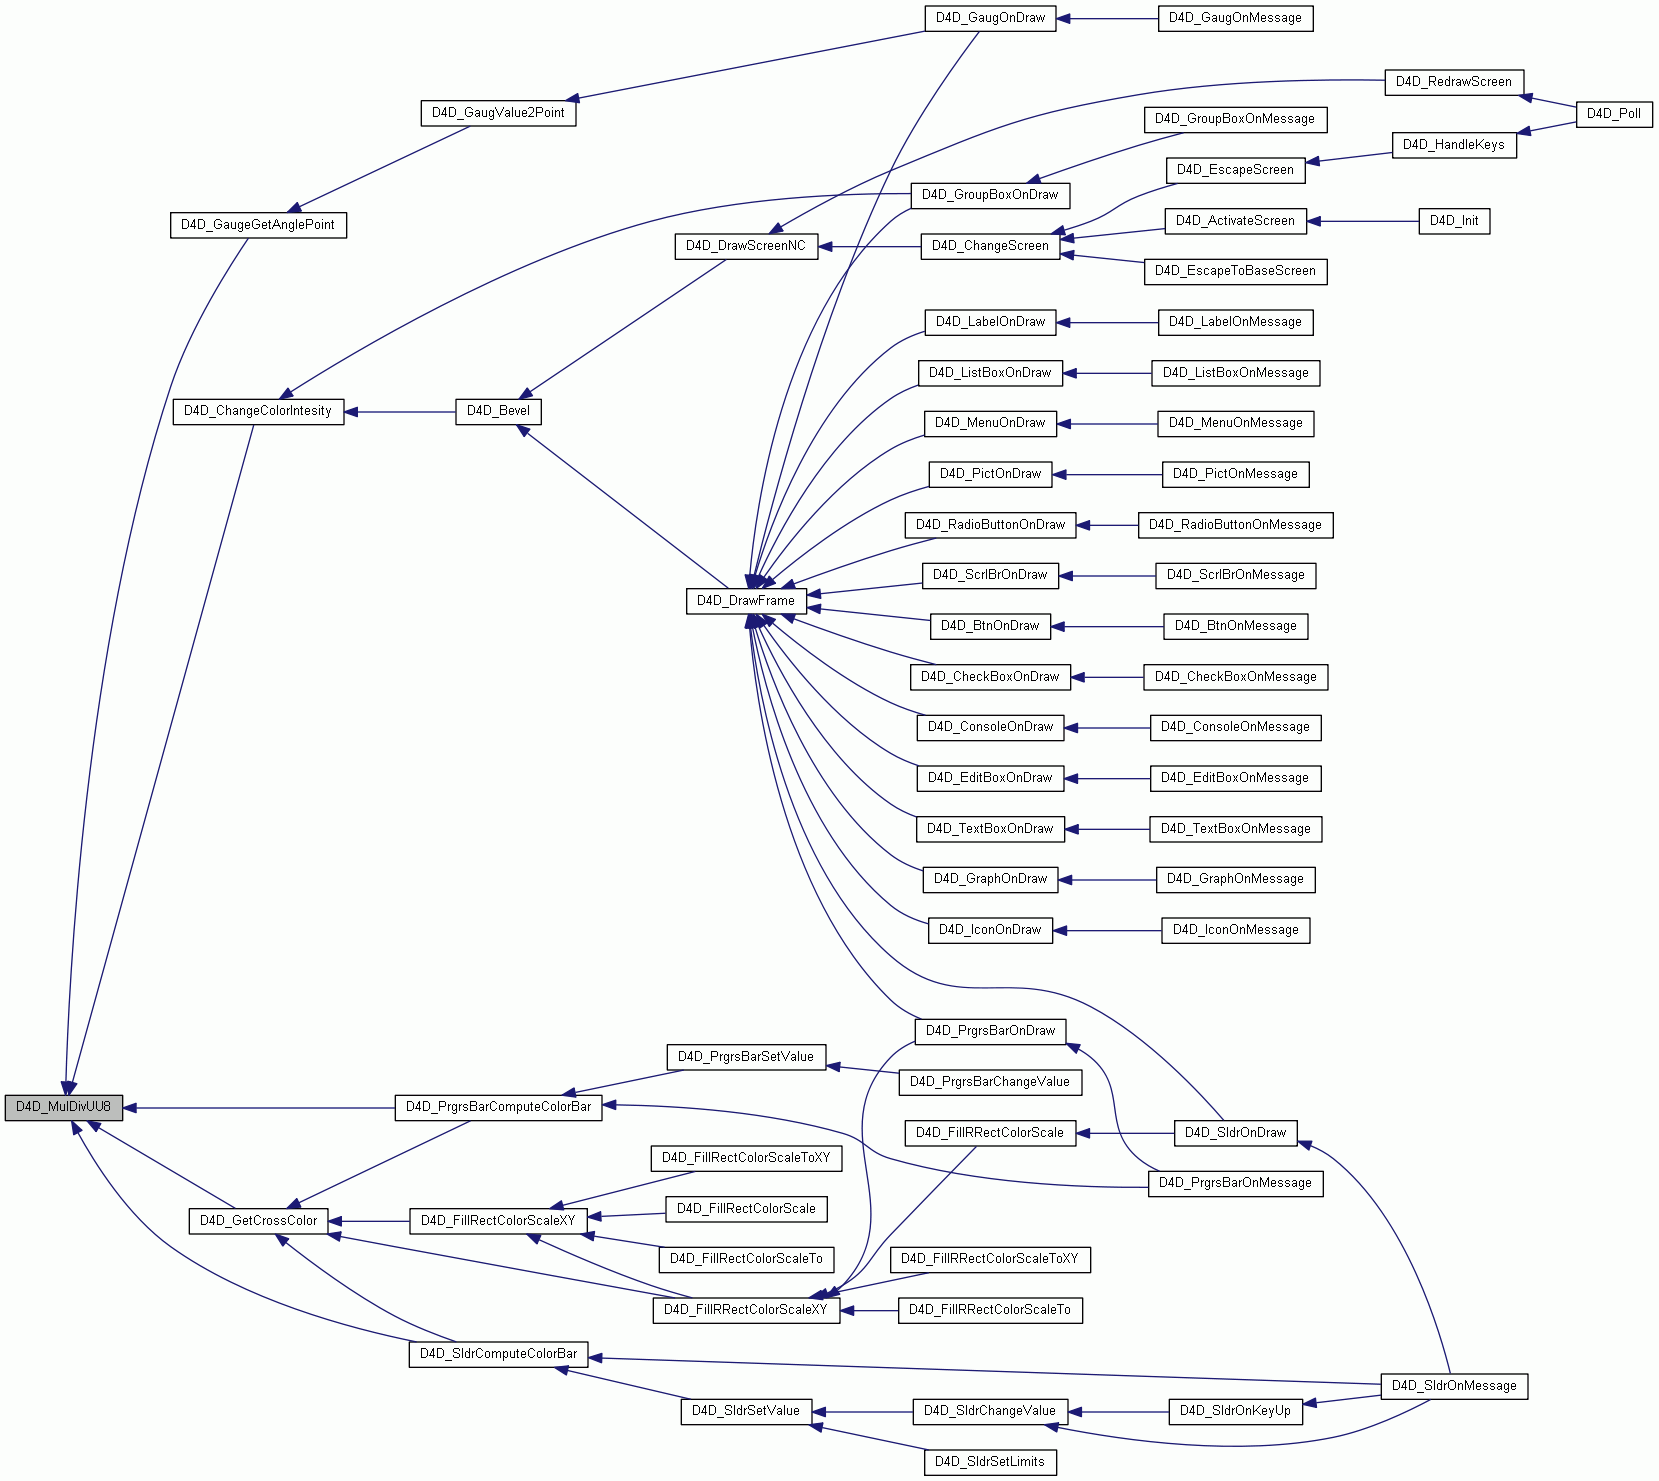 D4D_GaugOnDraw
D4D_GaugOnMessage
D4D_RedrawScreen
D4D_GaugValue2Point
D4D_Poll
D4D_GroupBoxOnMessage
D4D_HandleKeys
D4D_EscapeScreen
D4D_GroupBoxOnDraw
D4D_GaugeGetAnglePoint
D4D_ActivateScreen
D4D_Init
D4D_DrawScreenNC
D4D_ChangeScreen
D4D_EscapeToBaseScreen
D4D_LabelOnDraw
D4D_LabelOnMessage
D4D_ListBoxOnDraw
D4D_ListBoxOnMessage
D4D_ChangeColorIntesity
D4D_Bevel
D4D_MenuOnDraw
D4D_MenuOnMessage
D4D_PictOnDraw
D4D_PictOnMessage
D4D_RadioButtonOnDraw
D4D_RadioButtonOnMessage
D4D_ScrlBrOnDraw
D4D_ScrlBrOnMessage
D4D_DrawFrame
D4D_BtnOnDraw
D4D_BtnOnMessage
D4D_CheckBoxOnDraw
D4D_CheckBoxOnMessage
D4D_ConsoleOnDraw
D4D_ConsoleOnMessage
D4D_EditBoxOnDraw
D4D_EditBoxOnMessage
D4D_TextBoxOnDraw
D4D_TextBoxOnMessage
D4D_GraphOnDraw
D4D_GraphOnMessage
D4D_IconOnDraw
D4D_IconOnMessage
D4D_PrgrsBarOnDraw
D4D_PrgrsBarSetValue
D4D_PrgrsBarChangeValue
D4D_MulDivUU8
D4D_PrgrsBarComputeColorBar
D4D_FillRRectColorScale
D4D_SldrOnDraw
D4D_FillRectColorScaleToXY
D4D_PrgrsBarOnMessage
D4D_FillRectColorScale
D4D_GetCrossColor
D4D_FillRectColorScaleXY
D4D_FillRectColorScaleTo
D4D_FillRRectColorScaleToXY
D4D_FillRRectColorScaleXY
D4D_FillRRectColorScaleTo
D4D_SldrComputeColorBar
D4D_SldrOnMessage
D4D_SldrSetValue
D4D_SldrChangeValue
D4D_SldrOnKeyUp
D4D_SldrSetLimits